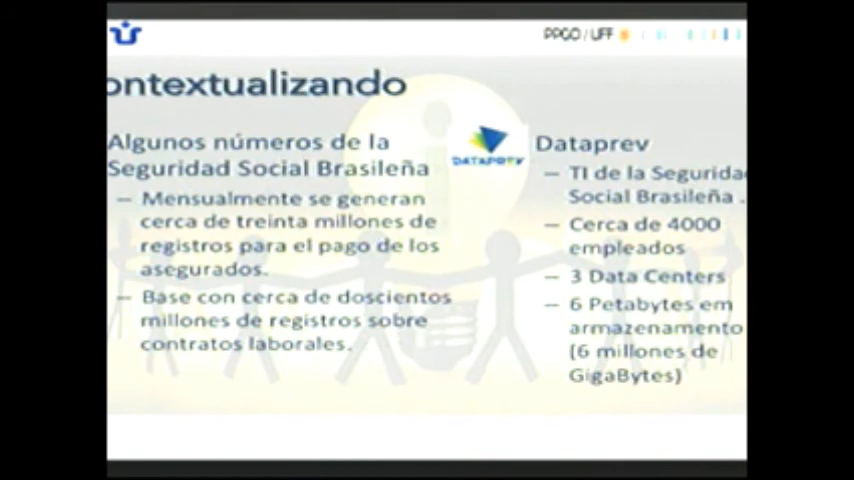 PPGO / UFF
ontextualizando
Algunos números de la
Seguridad Social Brasileña
— Mensualmente se generan
cerca de treinta millones de
registros para el pago de los
asegurados.
— Base con cerca de doscientos
millones de registros sobre
contratos laborales.
DATAPREV
Dataprev
— TI de la Segurida
Social Brasileña .
— Cerca de 4000
empleados
— 3 Data Centers
— 6 Petabytes em
armazenamento
(6 millones de
GigaBytes)